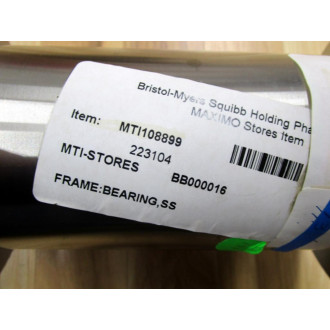 Bristol-Myers Squibb Holding Pha
MAXIMO Stores Item
Item: MTI108899
223104
MTI-STORES BB000016
FRAME:BEARING,SS